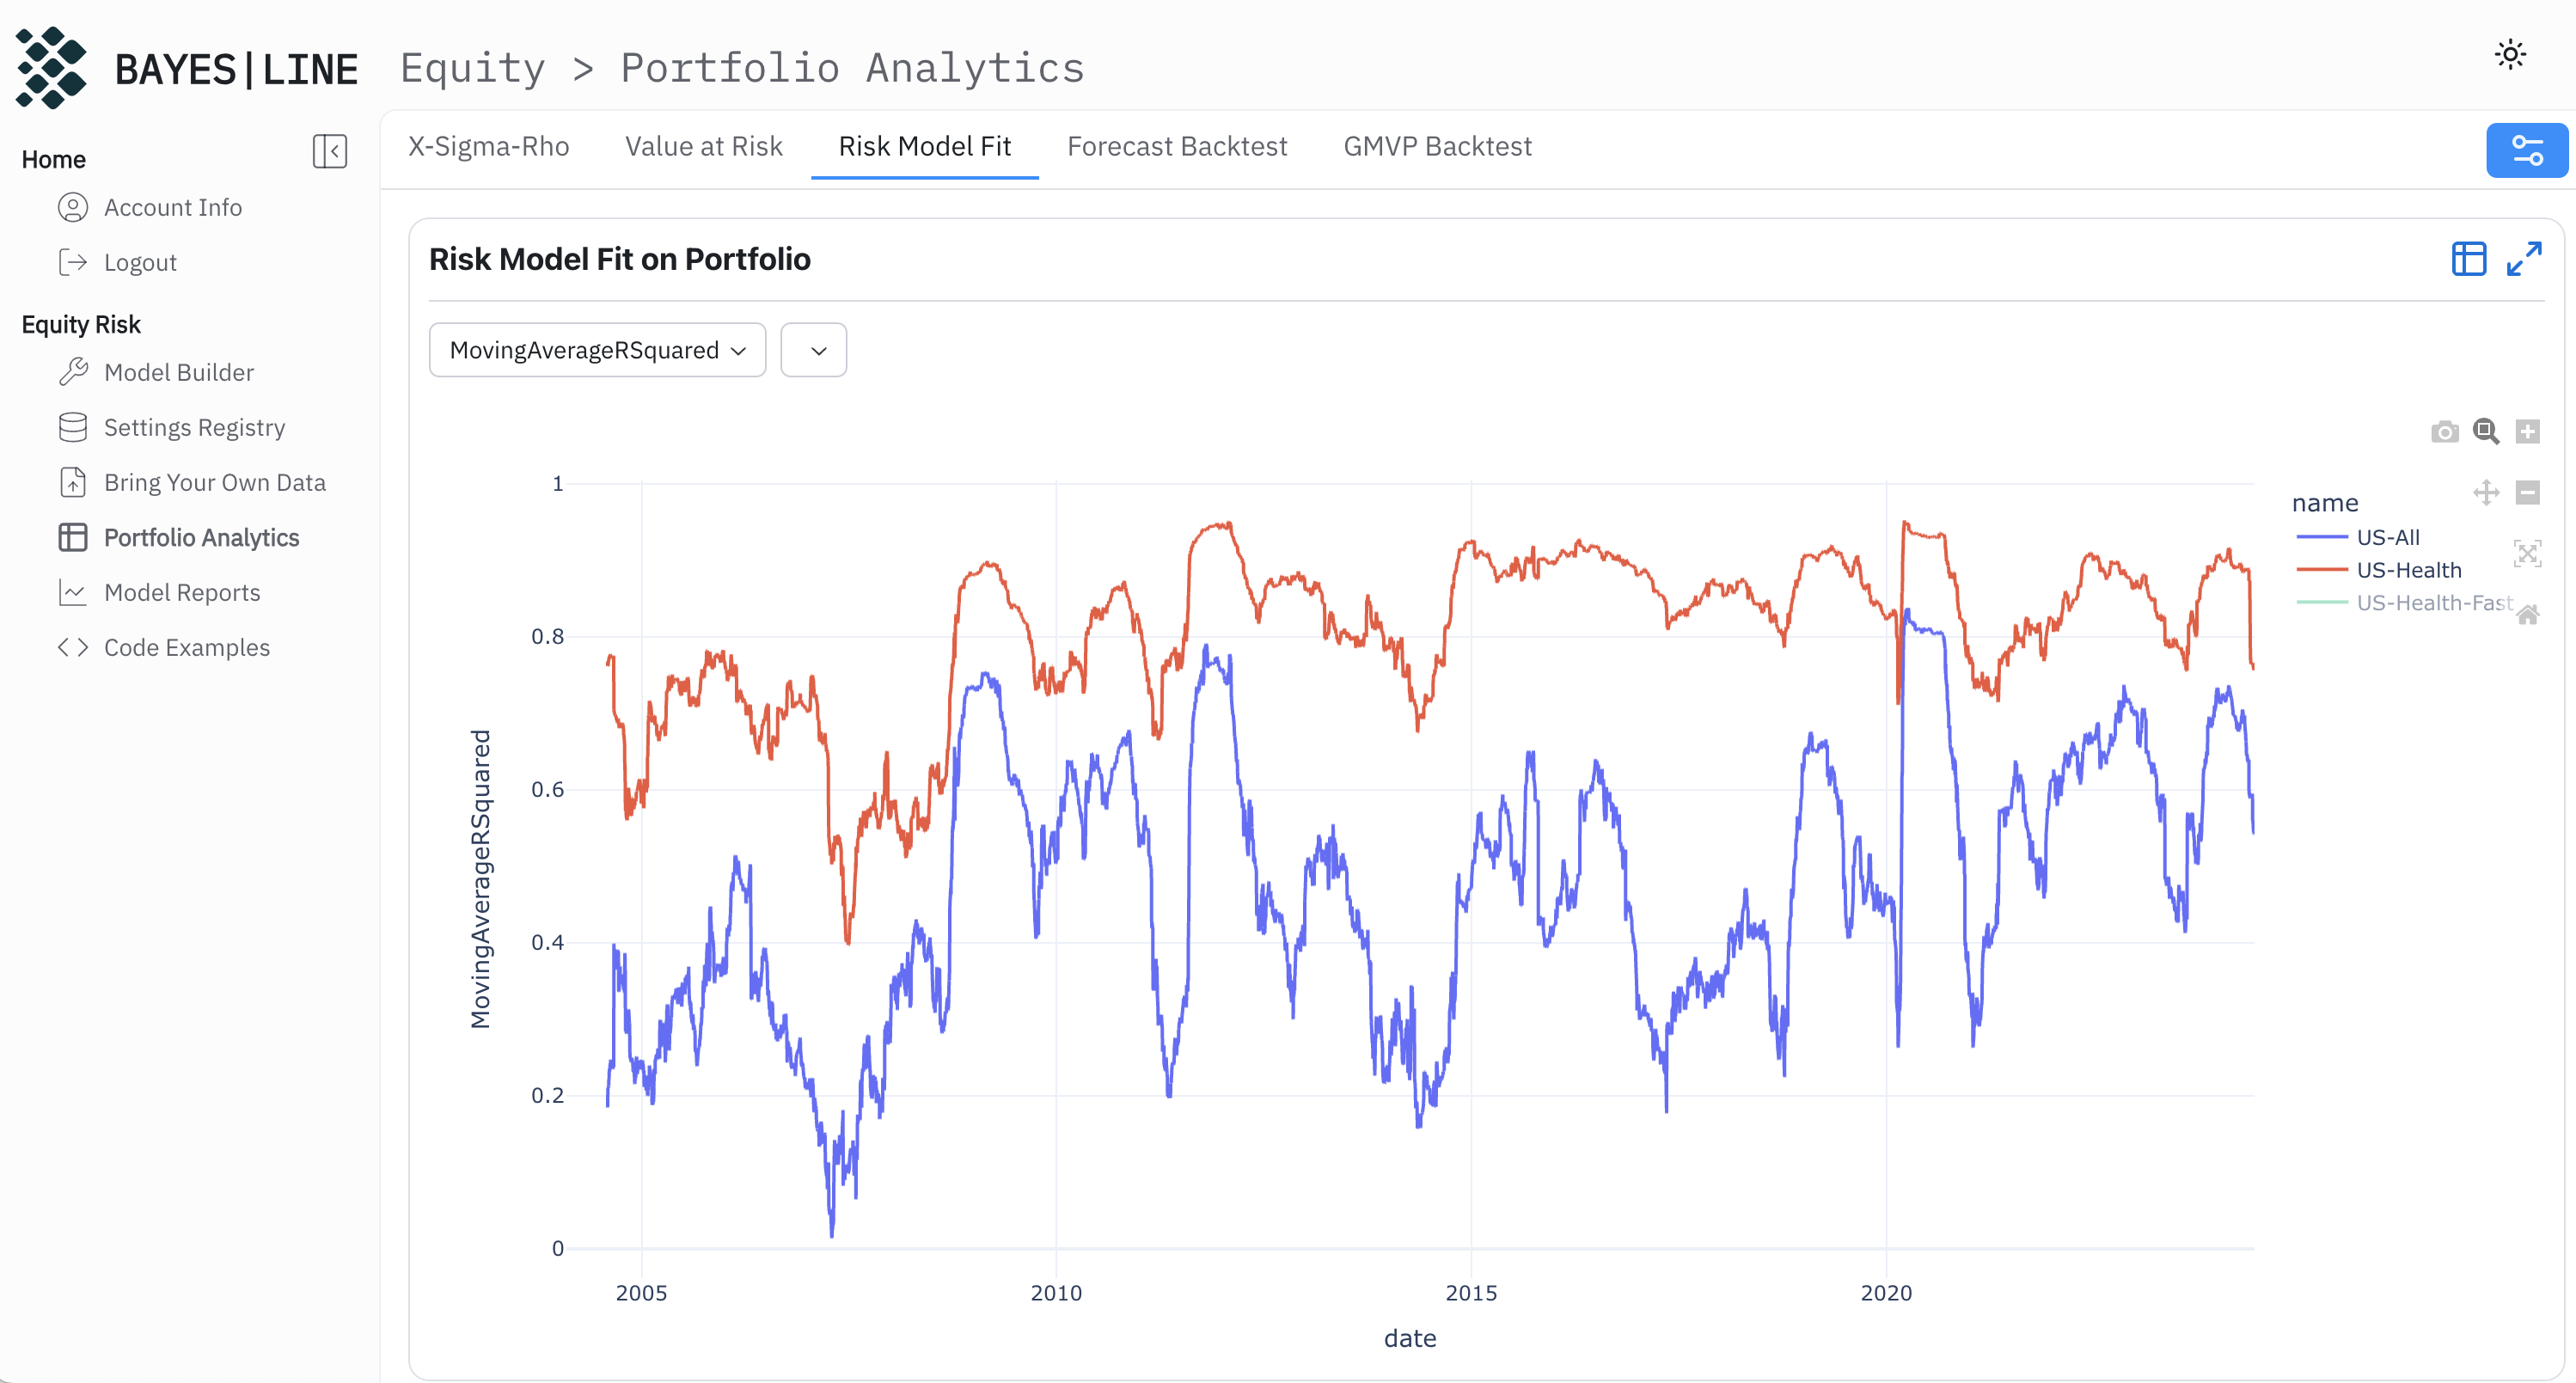 BAYES|LINE
Equity > Portfolio Analytics
Home
Account Info
Logout
Equity Risk
Model Builder
Settings Registry
Bring Your Own Data
Portfolio Analytics
Model Reports
Code Examples
X-Sigma-Rho
Value at Risk
Risk Model Fit
Forecast Backtest
GMVP Backtest
Risk Model Fit on Portfolio
MovingAverageRSquared
1
0.8
0.6
0.4
0.2
0
MovingAverageRSquared
2005
2010
2015
2020
date
name
US-All
US-Health
US-Health-Fast